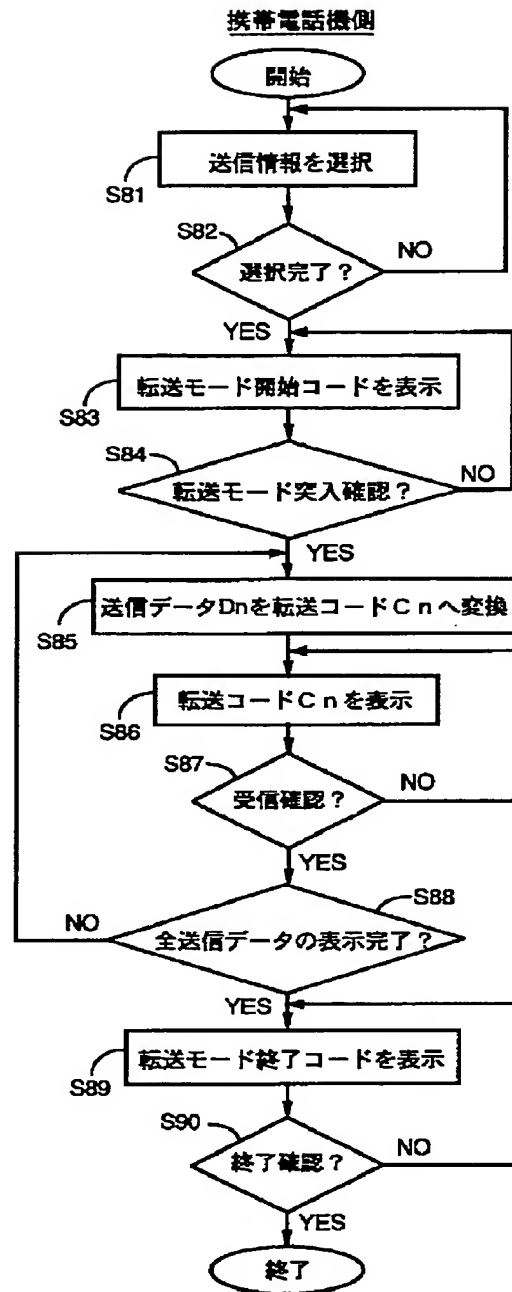 携帯電話機側
開始
送信情報を選択
S81
S82
選択完了？
NO
YES
転送モード開始コードを表示
S83
S84
転送モード突入確認？
NO
YES
送信データDnを転送コードCnへ変換
S85
転送コードCnを表示
S86
S87
受信確認？
NO
YES
S88
全送信データの表示完了？
NO
YES
転送モード終了コードを表示
S89
S90
終了確認？
NO
YES
終了